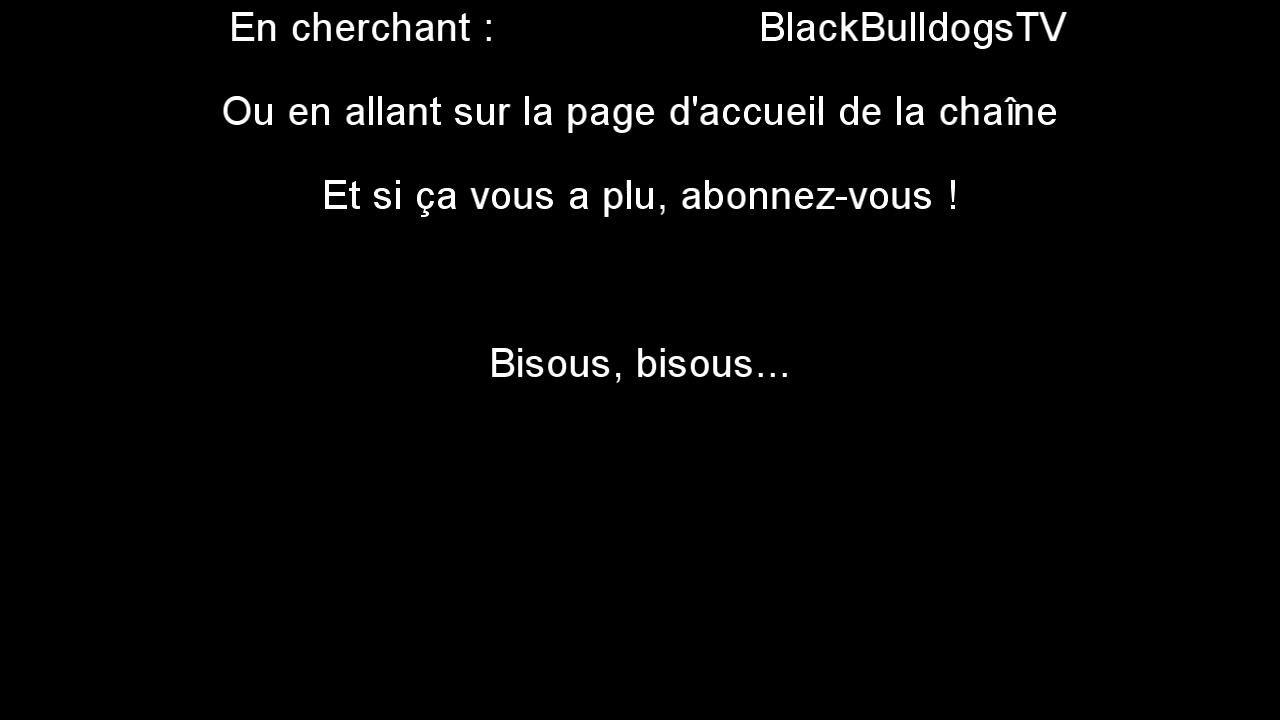 En cherchant : BlackBulldogsTV
Ou en allant sur la page d'accueil de la chaîne
Et si ça vous a plu, abonnez-vous !
Bisous, bisous...